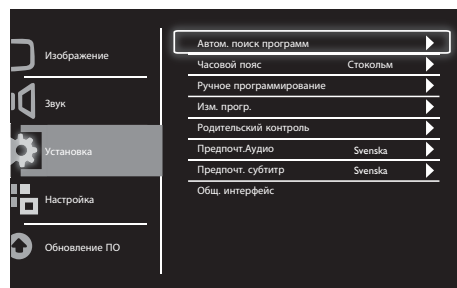 Изображение
Звук
Установка
Настройка
Обновление ПО
Автом. поиск программ
Часовой пояс Стокольм
Ручное программирование
Изм. прогр.
Родительский контроль
Предпочт.Аудио Svenska
Предпочт. субтитр Svenska
Общ. интерфейс